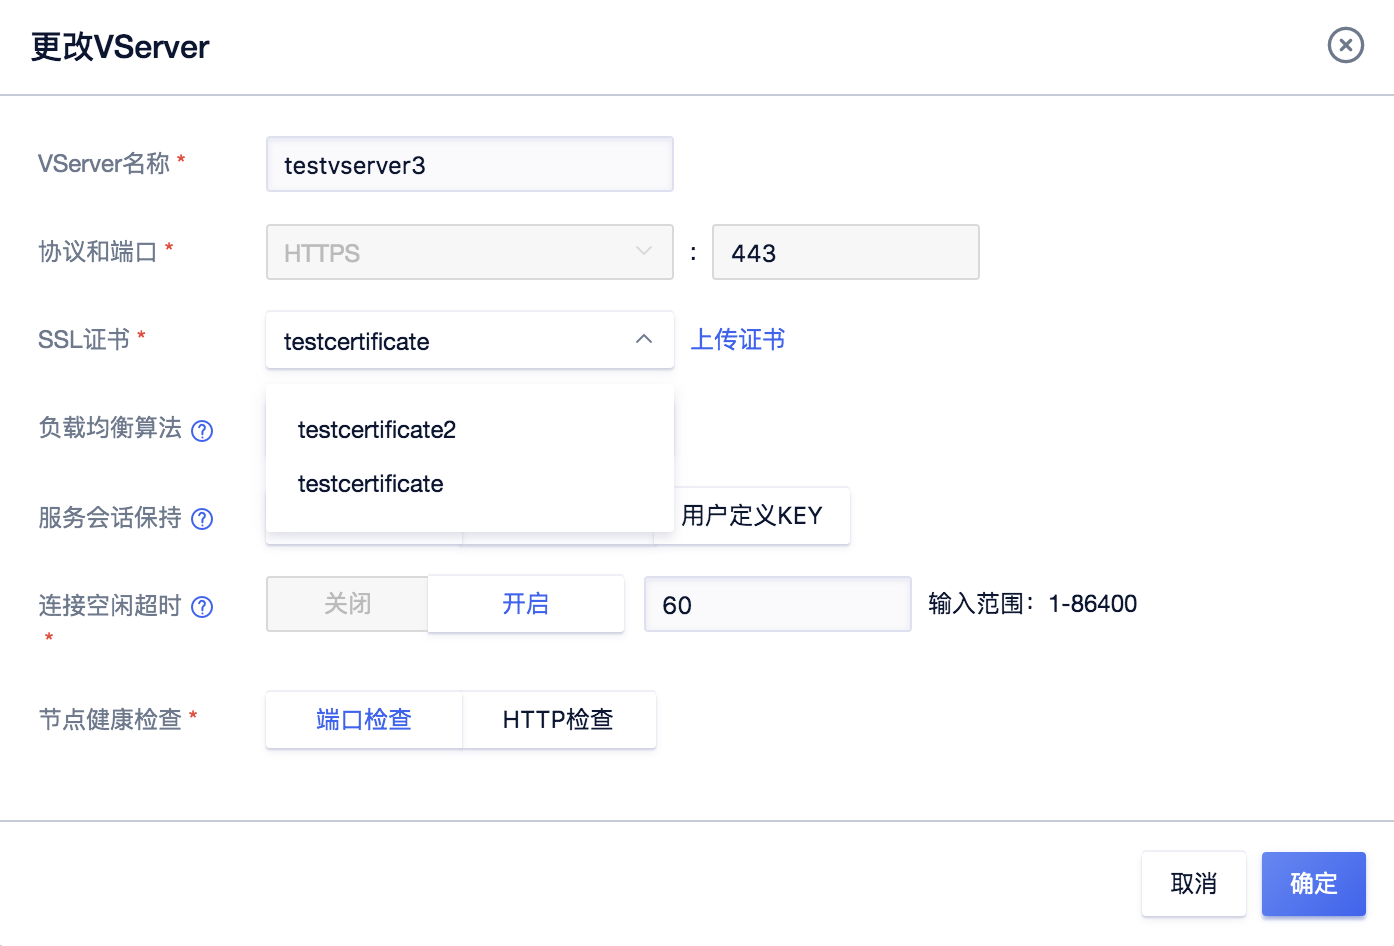 更改VServer
VServer名称 *
testvserver3
协议和端口 *
HTTPS
:
443
SSL证书 *
testcertificate
上传证书
负载均衡算法 ?
testcertificate2
testcertificate
服务会话保持 ?
用户定义KEY
连接空闲超时 ?
*
关闭
开启
60
输入范围：1-86400
节点健康检查 *
端口检查
HTTP检查
取消
确定